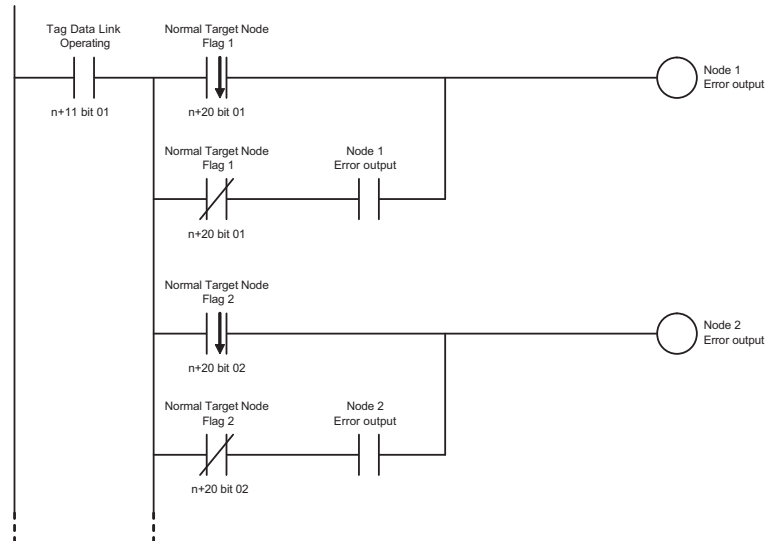 Tag Data Link
Operating
n+11 bit 01
Normal Target Node
Flag 1
n+20 bit 01
Node 1
Error output
Normal Target Node
Flag 1
n+20 bit 01
Node 1
Error output
Normal Target Node
Flag 2
n+20 bit 02
Node 2
Error output
Normal Target Node
Flag 2
n+20 bit 02
Node 2
Error output